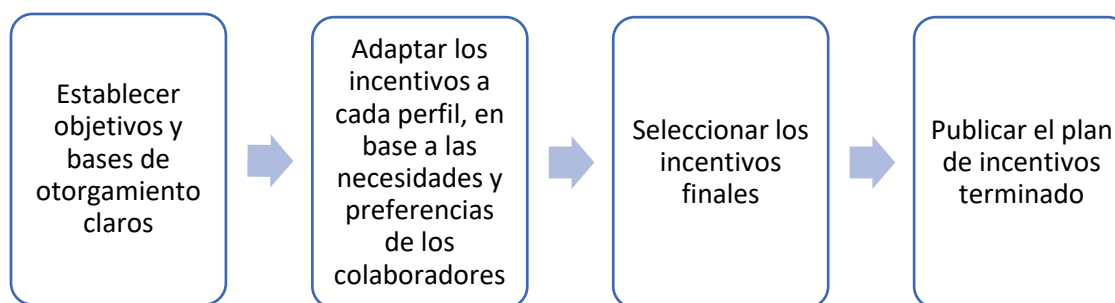 Establecer
objetivos y
bases de
otorgamiento
claros
Adaptar los
incentivos a
cada perfil, en
base a las
necesidades y
preferencias
de los
colaboradores
Seleccionar los
incentivos
finales
Publicar el plan
de incentivos
terminado